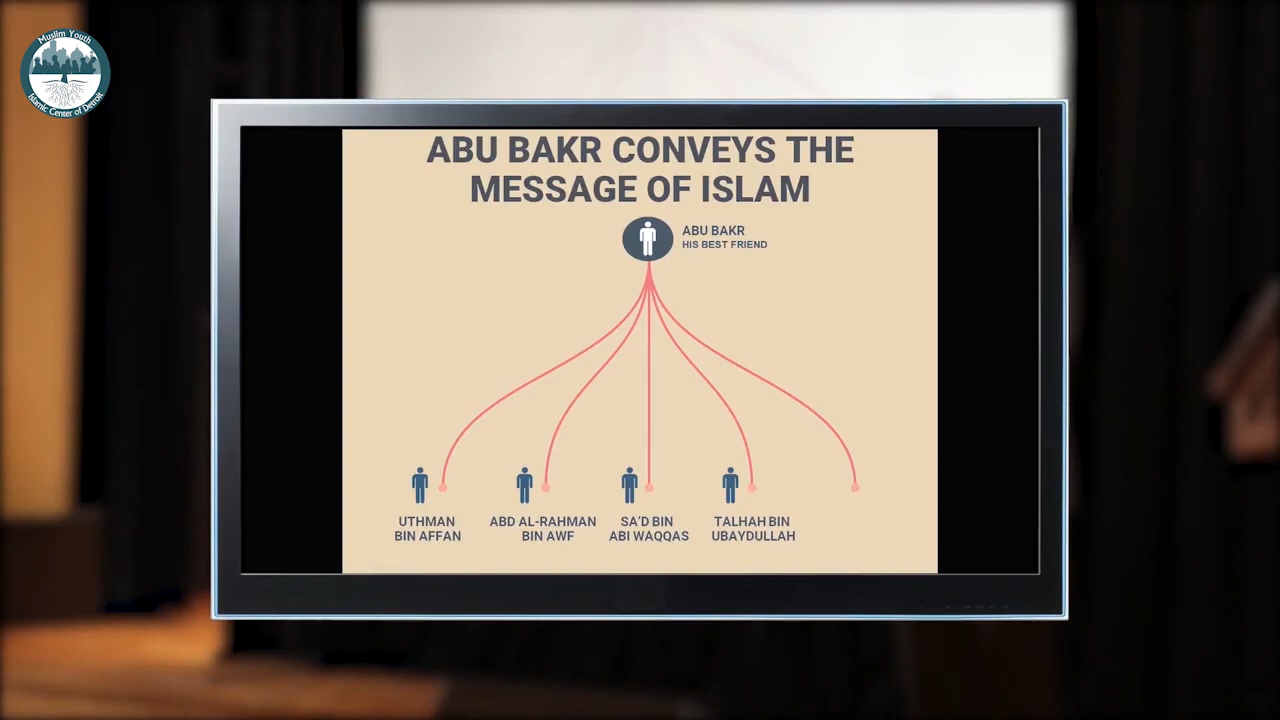 Muslim Youth
Islamic Center of Detroit
ABU BAKR CONVEYS THE
MESSAGE OF ISLAM
ABU BAKR
HIS BEST FRIEND
UTHMAN
BIN AFFAN
ABD AL-RAHMAN
BIN AWF
SA'D BIN
ABI WAQQAS
TALHAH BIN
UBAYDULLAH